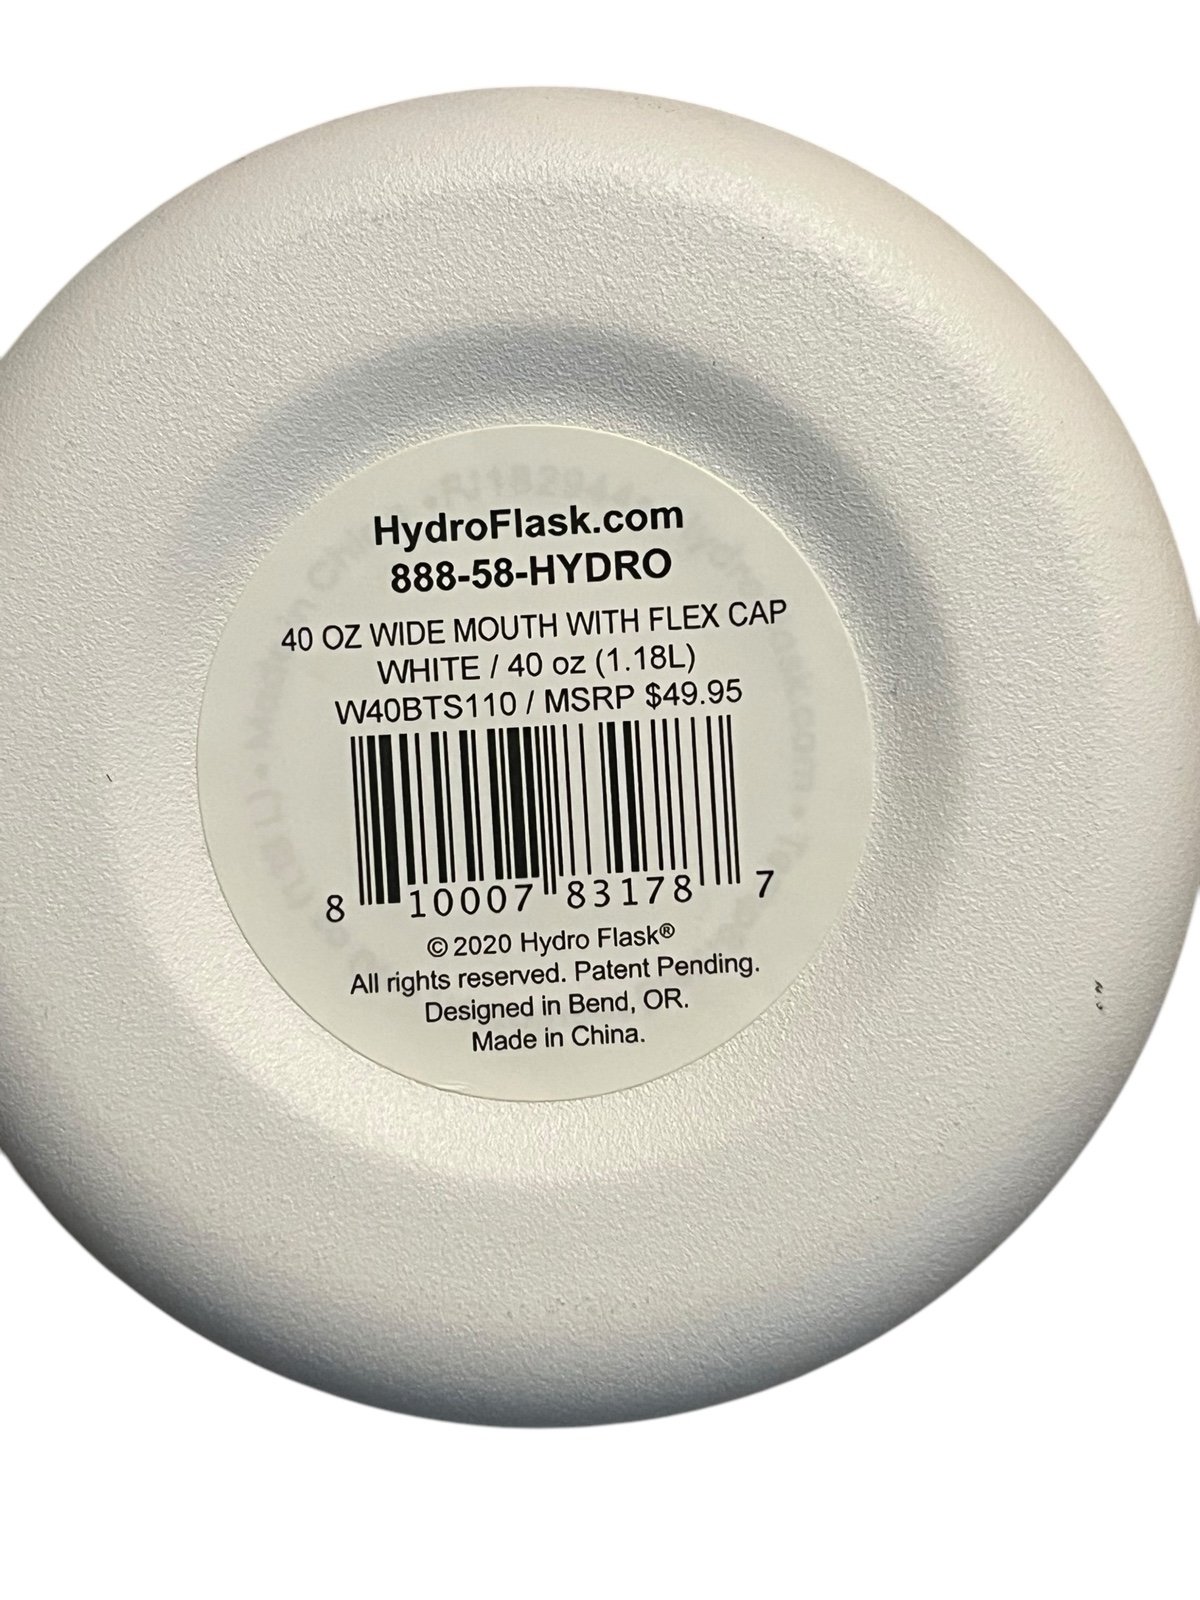 HydroFlask.com
888-58-HYDRO
40 OZ WIDE MOUTH WITH FLEX CAP
WHITE / 40 oz (1.18L)
W40BTS110 / MSRP $49.95
8 10007 83178 7
© 2020 Hydro Flask®
All rights reserved. Patent Pending.
Designed in Bend, OR.
Made in China.